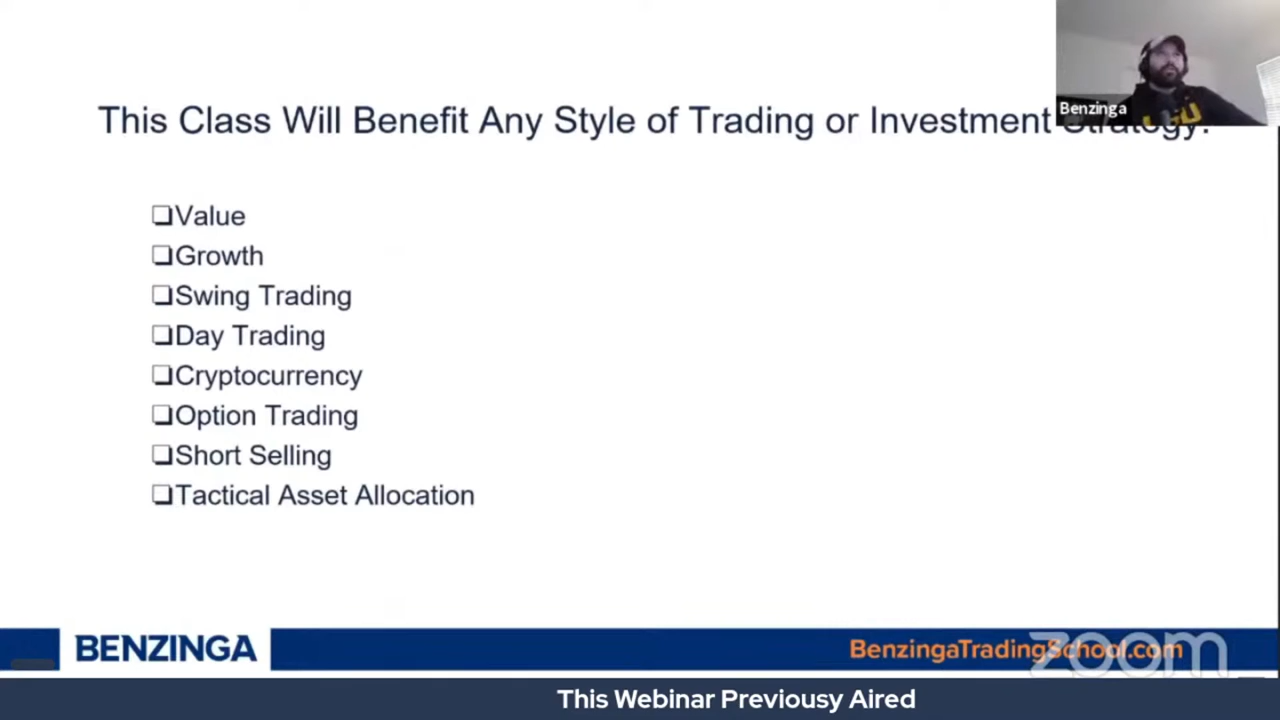 This Class Will Benefit Any Style of Trading or Investment Strategy.
Benzinga
❏Value
❏Growth
❏Swing Trading
❏Day Trading
❏Cryptocurrency
❏Option Trading
❏Short Selling
❏Tactical Asset Allocation
BENZINGA
BenzingaTradingSchool.com
zoom
This Webinar Previousy Aired